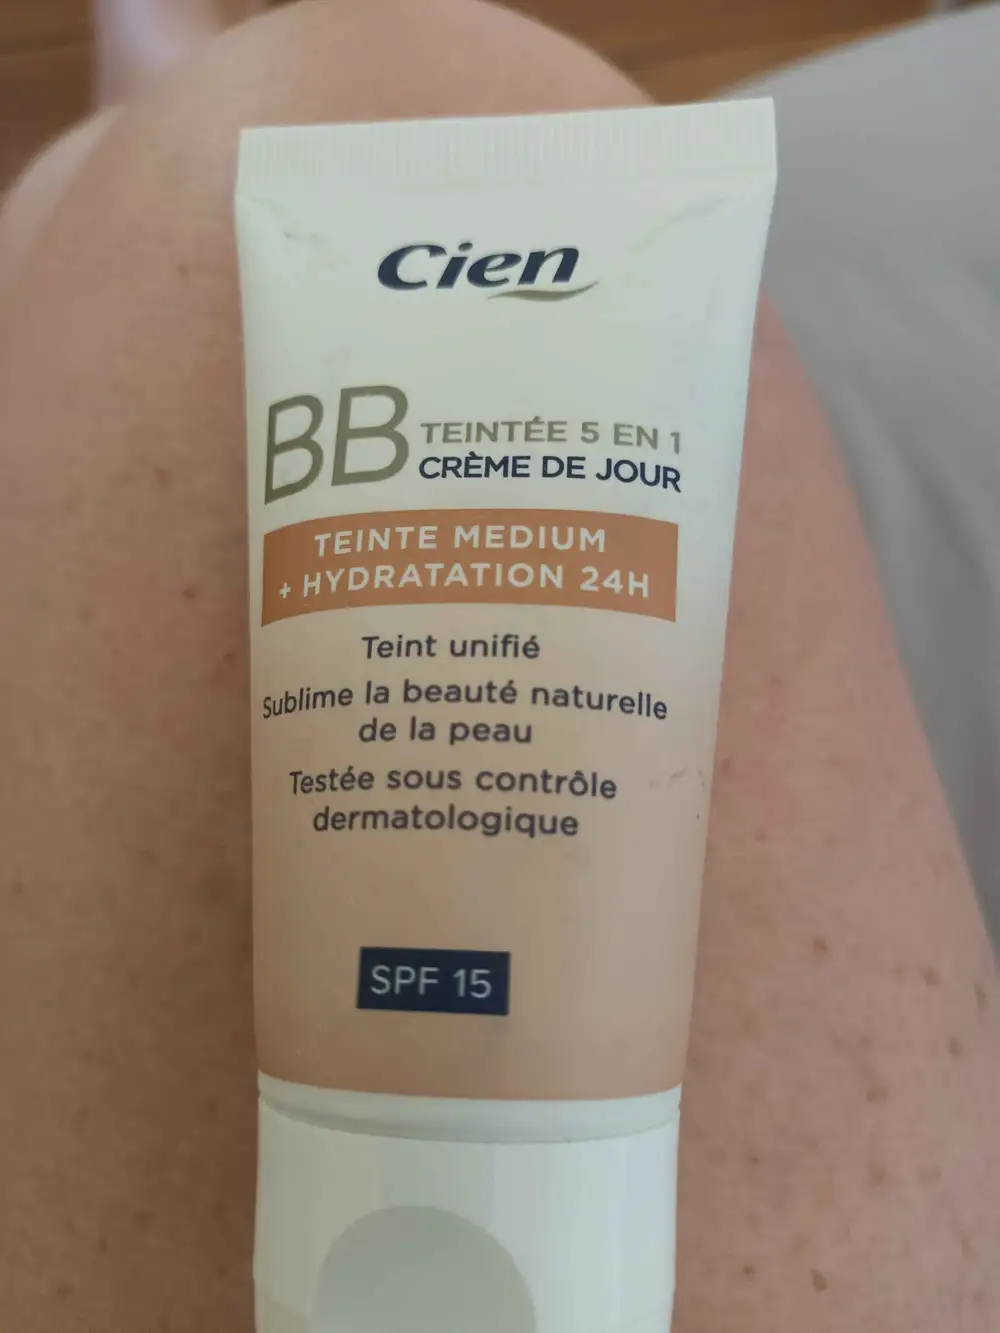 Cien
BB TEINTÉE 5 EN 1
CRÈME DE JOUR
TEINTE MEDIUM
+ HYDRATATION 24H
Teint unifié
Sublime la beauté naturelle
de la peau
Testée sous contrôle
dermatologique
SPF 15